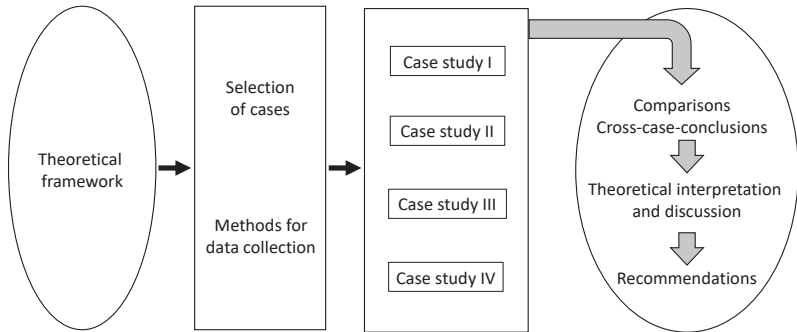 Theoretical
framework
Selection
of cases
Methods for
data collection
Case study I
Case study II
Case study III
Case study IV
Comparisons
Cross-case-conclusions
Theoretical interpretation
and discussion
Recommendations